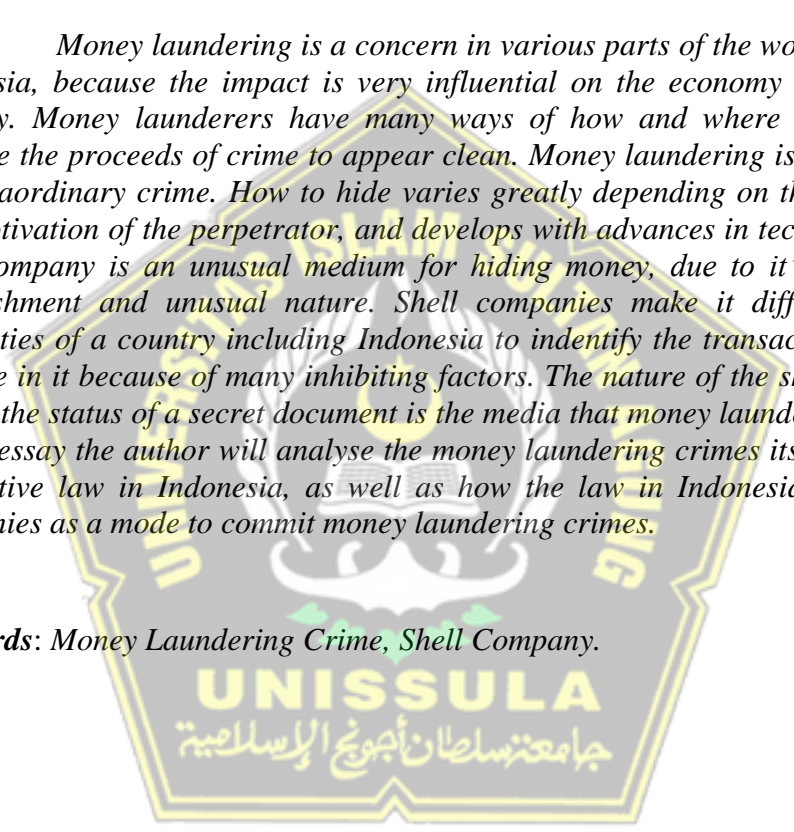 Money laundering is a concern in various parts of the wo
sia, because the impact is very influential on the economy
y. Money launderers have many ways of how and where
e the proceeds of crime to appear clean. Money laundering is
raordinary crime. How to hide varies greatly depending on th
otivation of the perpetrator, and develops with advances in tec
ompany is an unusual medium for hiding money, due to it'
shment and unusual nature. Shell companies make it diff
ties of a country including Indonesia to indentify the transac
e in it because of many inhibiting factors. The nature of the s
the status of a secret document is the media that money launde
essay the author will analyse the money laundering crimes its
tive law in Indonesia, as well as how the law in Indonesia
nies as a mode to commit money laundering crimes.
rds: Money Laundering Crime, Shell Company.
UNIVERSITAS ISLAM SULTAN AGUNG
UNISSULA
جامعة سلطان أجونج الإسلامية